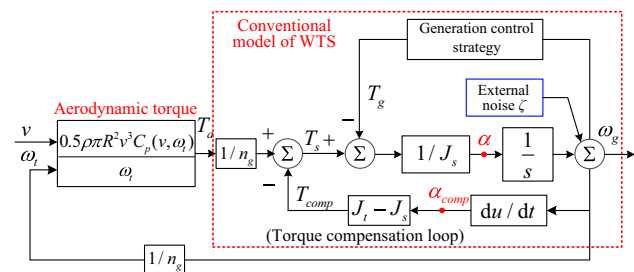 Conventional
model of WTS
Generation control
strategy
T_g
External
noise ζ
Aerodynamic torque
v
ω_t
0.5ρπR²v³C_p(v,ω_t)
ω_t
T_a
1/n_g
+
Σ
−
T_s
+
−
Σ
1/J_s
α
1
s
Σ
ω_g
T_comp
J_t − J_s
α_comp
du/dt
(Torque compensation loop)
1/n_g